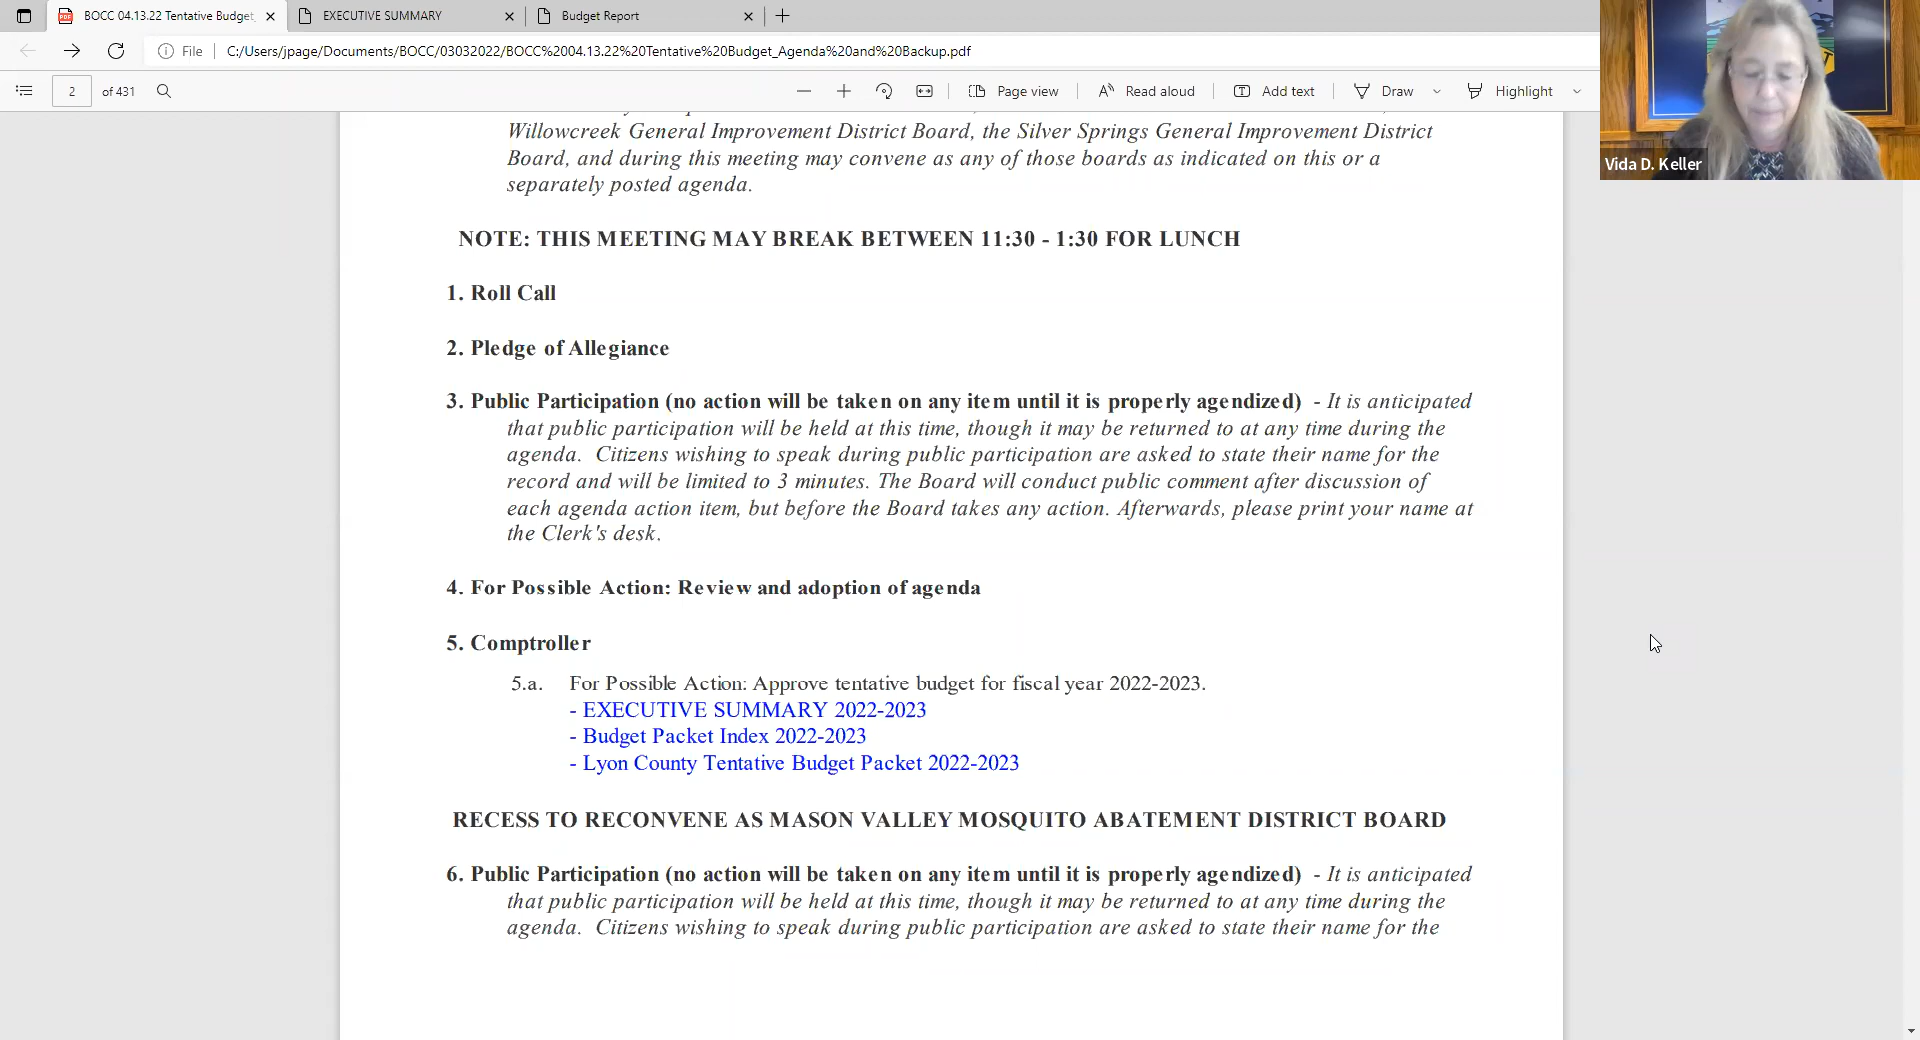 BOCC 04.13.22 Tentative Budget
EXECUTIVE SUMMARY
Budget Report
File
C:/Users/jpage/Documents/BOCC/03032022/BOCC%2004.13.22%20Tentative%20Budget_Agenda%20and%20Backup.pdf
2
of 431
Page view
Read aloud
Add text
Draw
Highlight
Vida D. Keller
Willowcreek General Improvement District Board, the Silver Springs General Improvement District
Board, and during this meeting may convene as any of those boards as indicated on this or a
separately posted agenda.
NOTE: THIS MEETING MAY BREAK BETWEEN 11:30 - 1:30 FOR LUNCH
1. Roll Call
2. Pledge of Allegiance
3. Public Participation (no action will be taken on any item until it is properly agendized) - It is anticipated
that public participation will be held at this time, though it may be returned to at any time during the
agenda. Citizens wishing to speak during public participation are asked to state their name for the
record and will be limited to 3 minutes. The Board will conduct public comment after discussion of
each agenda action item, but before the Board takes any action. Afterwards, please print your name at
the Clerk's desk.
4. For Possible Action: Review and adoption of agenda
5. Comptroller
5.a. For Possible Action: Approve tentative budget for fiscal year 2022-2023.
- EXECUTIVE SUMMARY 2022-2023
- Budget Packet Index 2022-2023
- Lyon County Tentative Budget Packet 2022-2023
RECESS TO RECONVENE AS MASON VALLEY MOSQUITO ABATEMENT DISTRICT BOARD
6. Public Participation (no action will be taken on any item until it is properly agendized) - It is anticipated
that public participation will be held at this time, though it may be returned to at any time during the
agenda. Citizens wishing to speak during public participation are asked to state their name for the